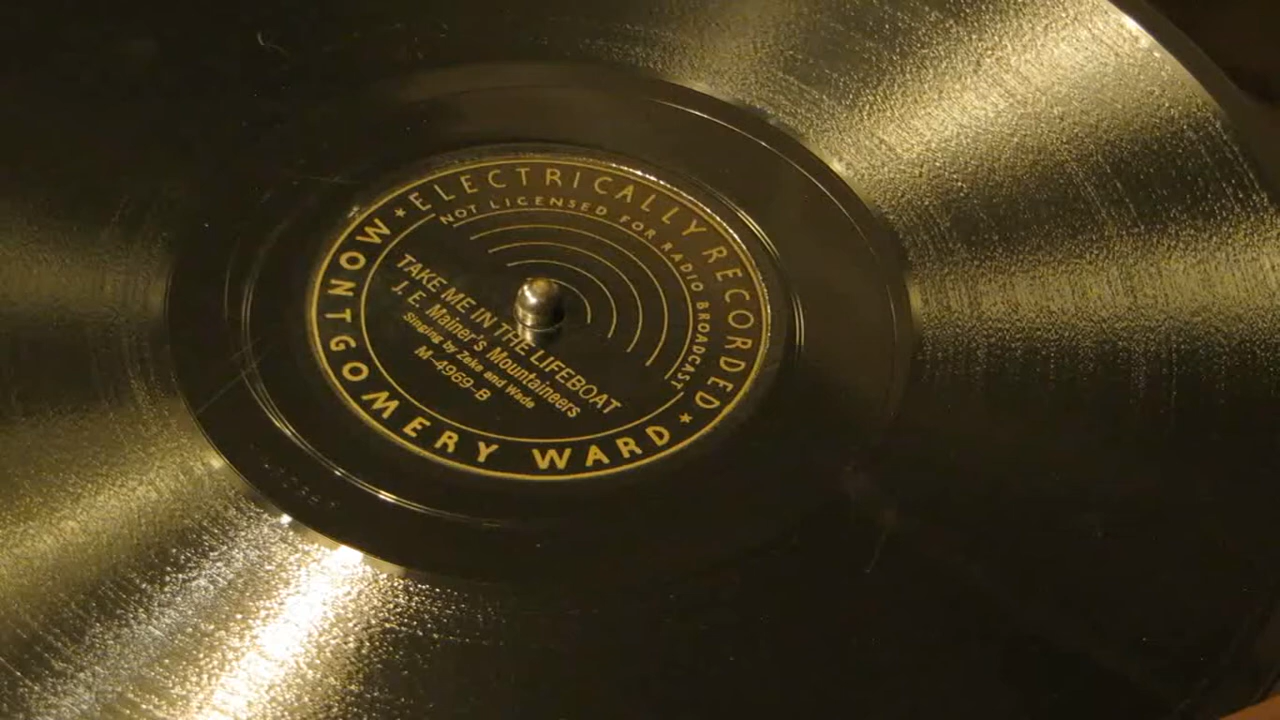 ★ ELECTRICALLY RECORDED ★
NOT LICENSED FOR RADIO BROADCAST
TAKE ME IN THE LIFEBOAT
J. E. Mainer's Mountaineers
Singing by Zeke and Wade
M-4969-B
MONTGOMERY WARD